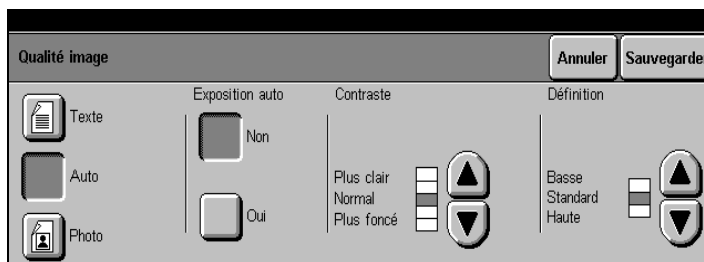 Qualité image
Annuler
Sauvegarde
Texte
Auto
Photo
Exposition auto
Non
Oui
Contraste
Plus clair
Normal
Plus foncé
Définition
Basse
Standard
Haute